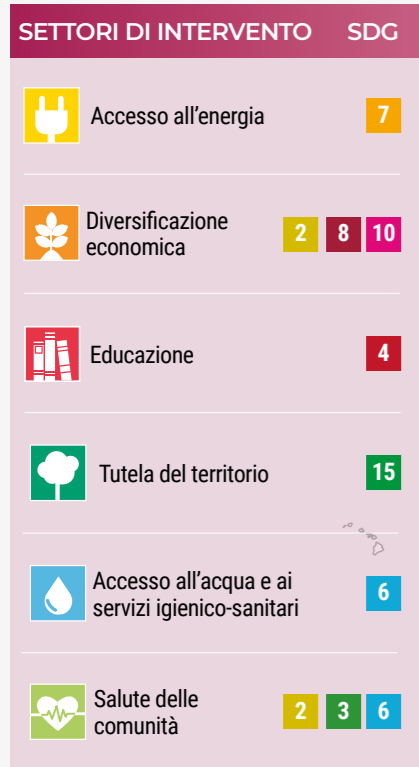 SETTORI DI INTERVENTO SDG
Accesso all'energia 7
Diversificazione
economica 2 8 10
Educazione 4
Tutela del territorio 15
Accesso all'acqua e ai
servizi igienico-sanitari 6
Salute delle
comunità 2 3 6